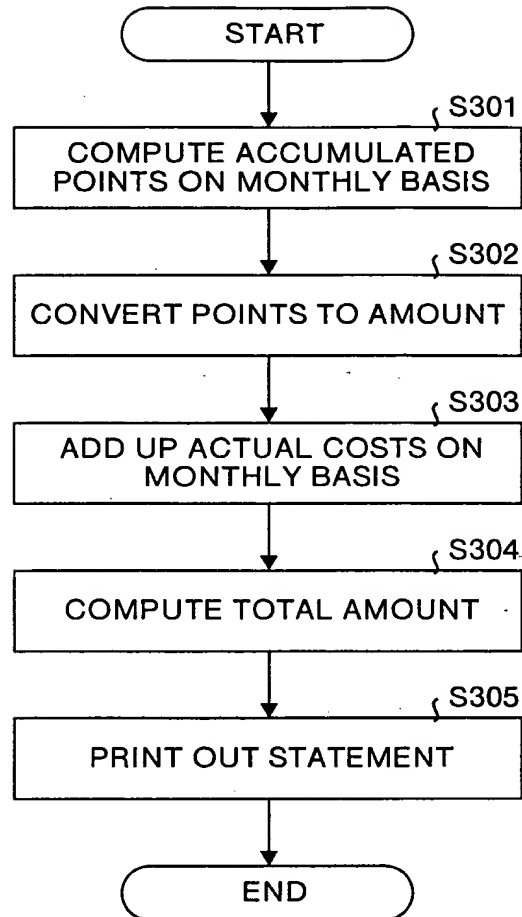 START
S301
COMPUTE ACCUMULATED
POINTS ON MONTHLY BASIS
S302
CONVERT POINTS TO AMOUNT
S303
ADD UP ACTUAL COSTS ON
MONTHLY BASIS
S304
COMPUTE TOTAL AMOUNT
S305
PRINT OUT STATEMENT
END